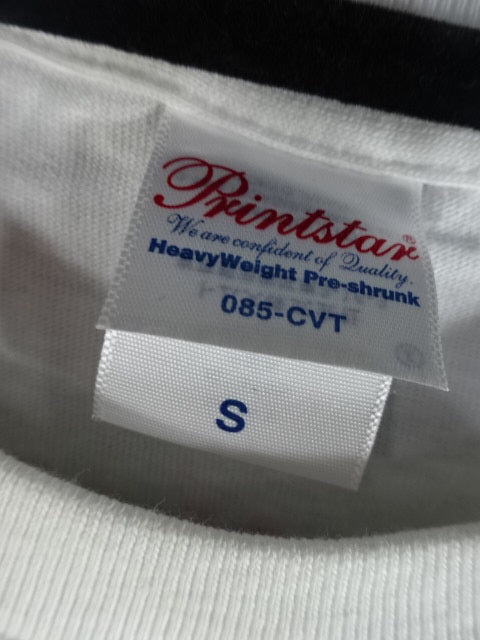 Printstar®
We are confident of Quality.
HeavyWeight Pre-shrunk
085-CVT
S